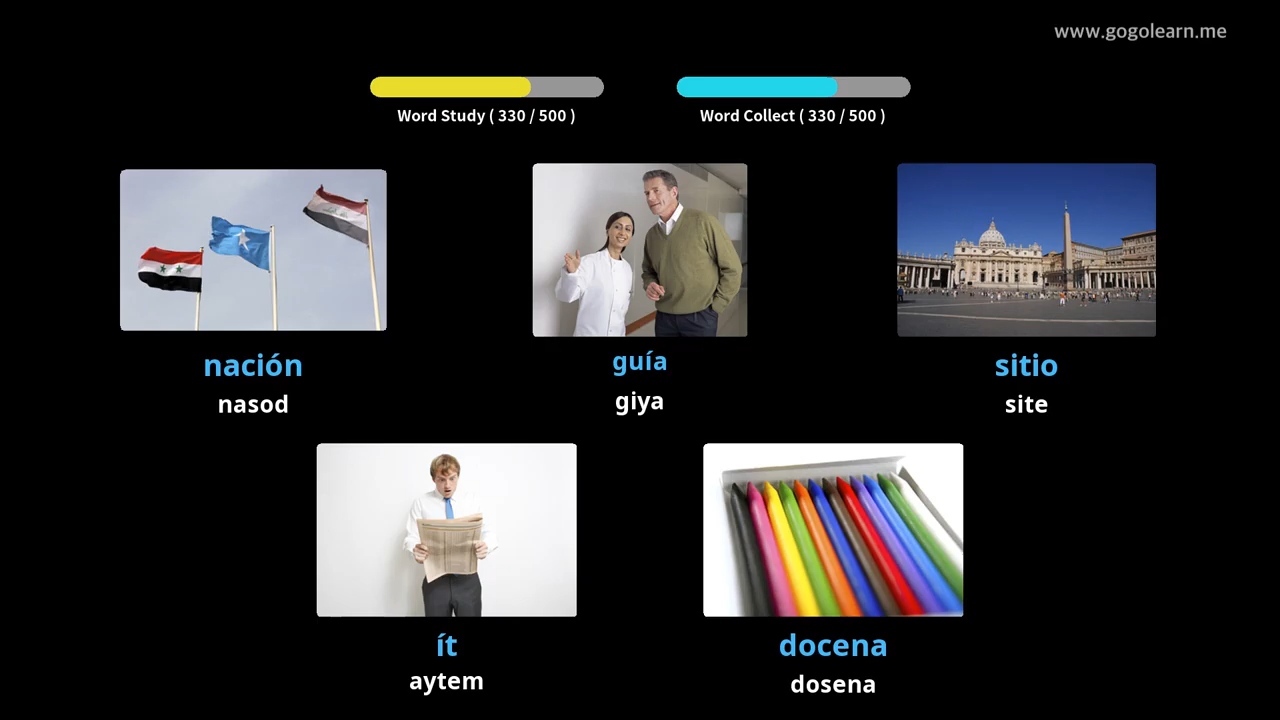 www.gogolearn.me
Word Study ( 330 / 500 )
Word Collect ( 330 / 500 )
nación
nasod
guía
giya
sitio
site
ít
aytem
docena
dosena